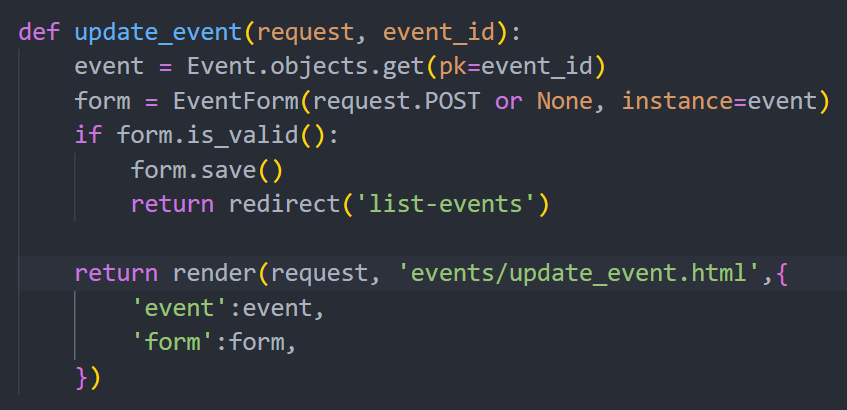 def update_event(request, event_id):
    event = Event.objects.get(pk=event_id)
    form = EventForm(request.POST or None, instance=event)
    if form.is_valid():
        form.save()
        return redirect('list-events')

    return render(request, 'events/update_event.html',{
        'event':event,
        'form':form,
    })